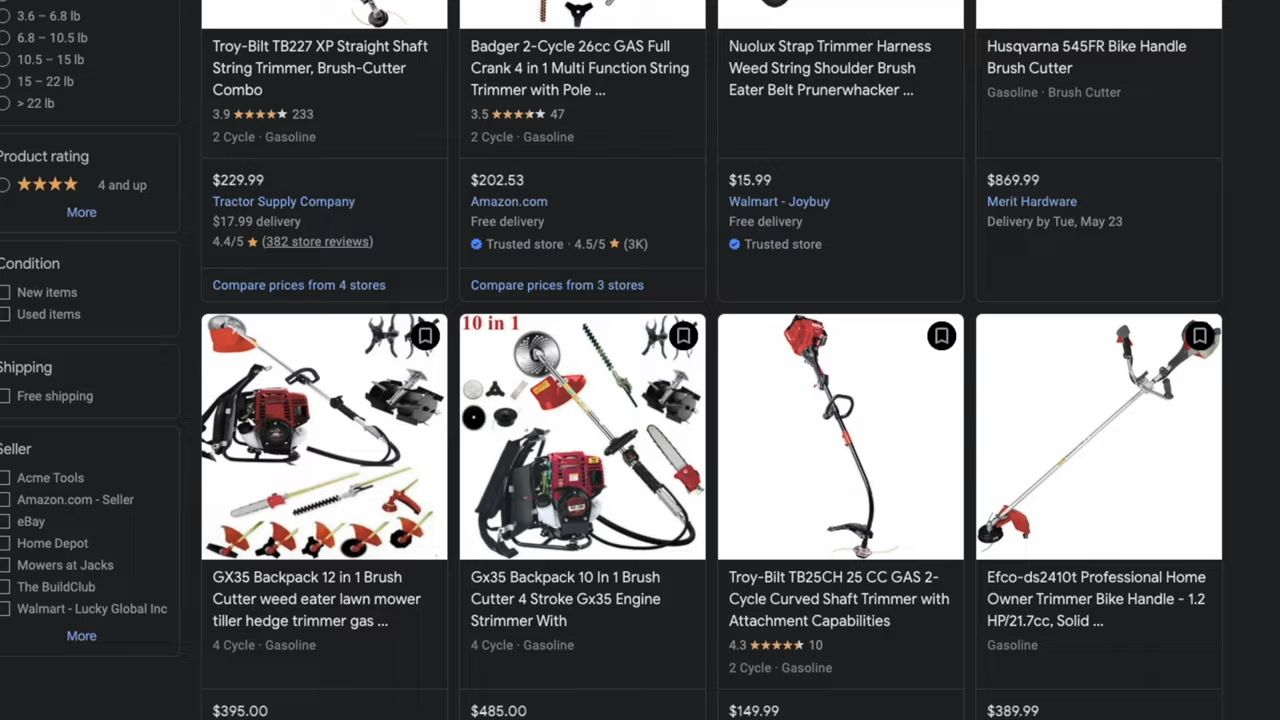 3.6 – 6.8 lb
6.8 – 10.5 lb
10.5 – 15 lb
15 – 22 lb
> 22 lb
Product rating
4 and up
More
Condition
New items
Used items
Shipping
Free shipping
Seller
Acme Tools
Amazon.com - Seller
eBay
Home Depot
Mowers at Jacks
The BuildClub
Walmart - Lucky Global Inc
More
Troy-Bilt TB227 XP Straight Shaft
String Trimmer, Brush-Cutter
Combo
3.9 ★★★★★ 233
2 Cycle · Gasoline
$229.99
Tractor Supply Company
$17.99 delivery
4.4/5 ★ (382 store reviews)
Compare prices from 4 stores
Badger 2-Cycle 26cc GAS Full
Crank 4 in 1 Multi Function String
Trimmer with Pole ...
3.5 ★★★★★ 47
2 Cycle · Gasoline
$202.53
Amazon.com
Free delivery
Trusted store · 4.5/5 ★ (3K)
Compare prices from 3 stores
Nuolux Strap Trimmer Harness
Weed String Shoulder Brush
Eater Belt Prunerwhacker ...
$15.99
Walmart - Joybuy
Free delivery
Trusted store
Husqvarna 545FR Bike Handle
Brush Cutter
Gasoline · Brush Cutter
$869.99
Merit Hardware
Delivery by Tue, May 23
GX35 Backpack 12 in 1 Brush
Cutter weed eater lawn mower
tiller hedge trimmer gas ...
4 Cycle · Gasoline
$395.00
10 in 1
Gx35 Backpack 10 In 1 Brush
Cutter 4 Stroke Gx35 Engine
Strimmer With
4 Cycle · Gasoline
$485.00
Troy-Bilt TB25CH 25 CC GAS 2-
Cycle Curved Shaft Trimmer with
Attachment Capabilities
4.3 ★★★★★ 10
2 Cycle · Gasoline
$149.99
Efco-ds2410t Professional Home
Owner Trimmer Bike Handle - 1.2
HP/21.7cc, Solid ...
Gasoline
$389.99